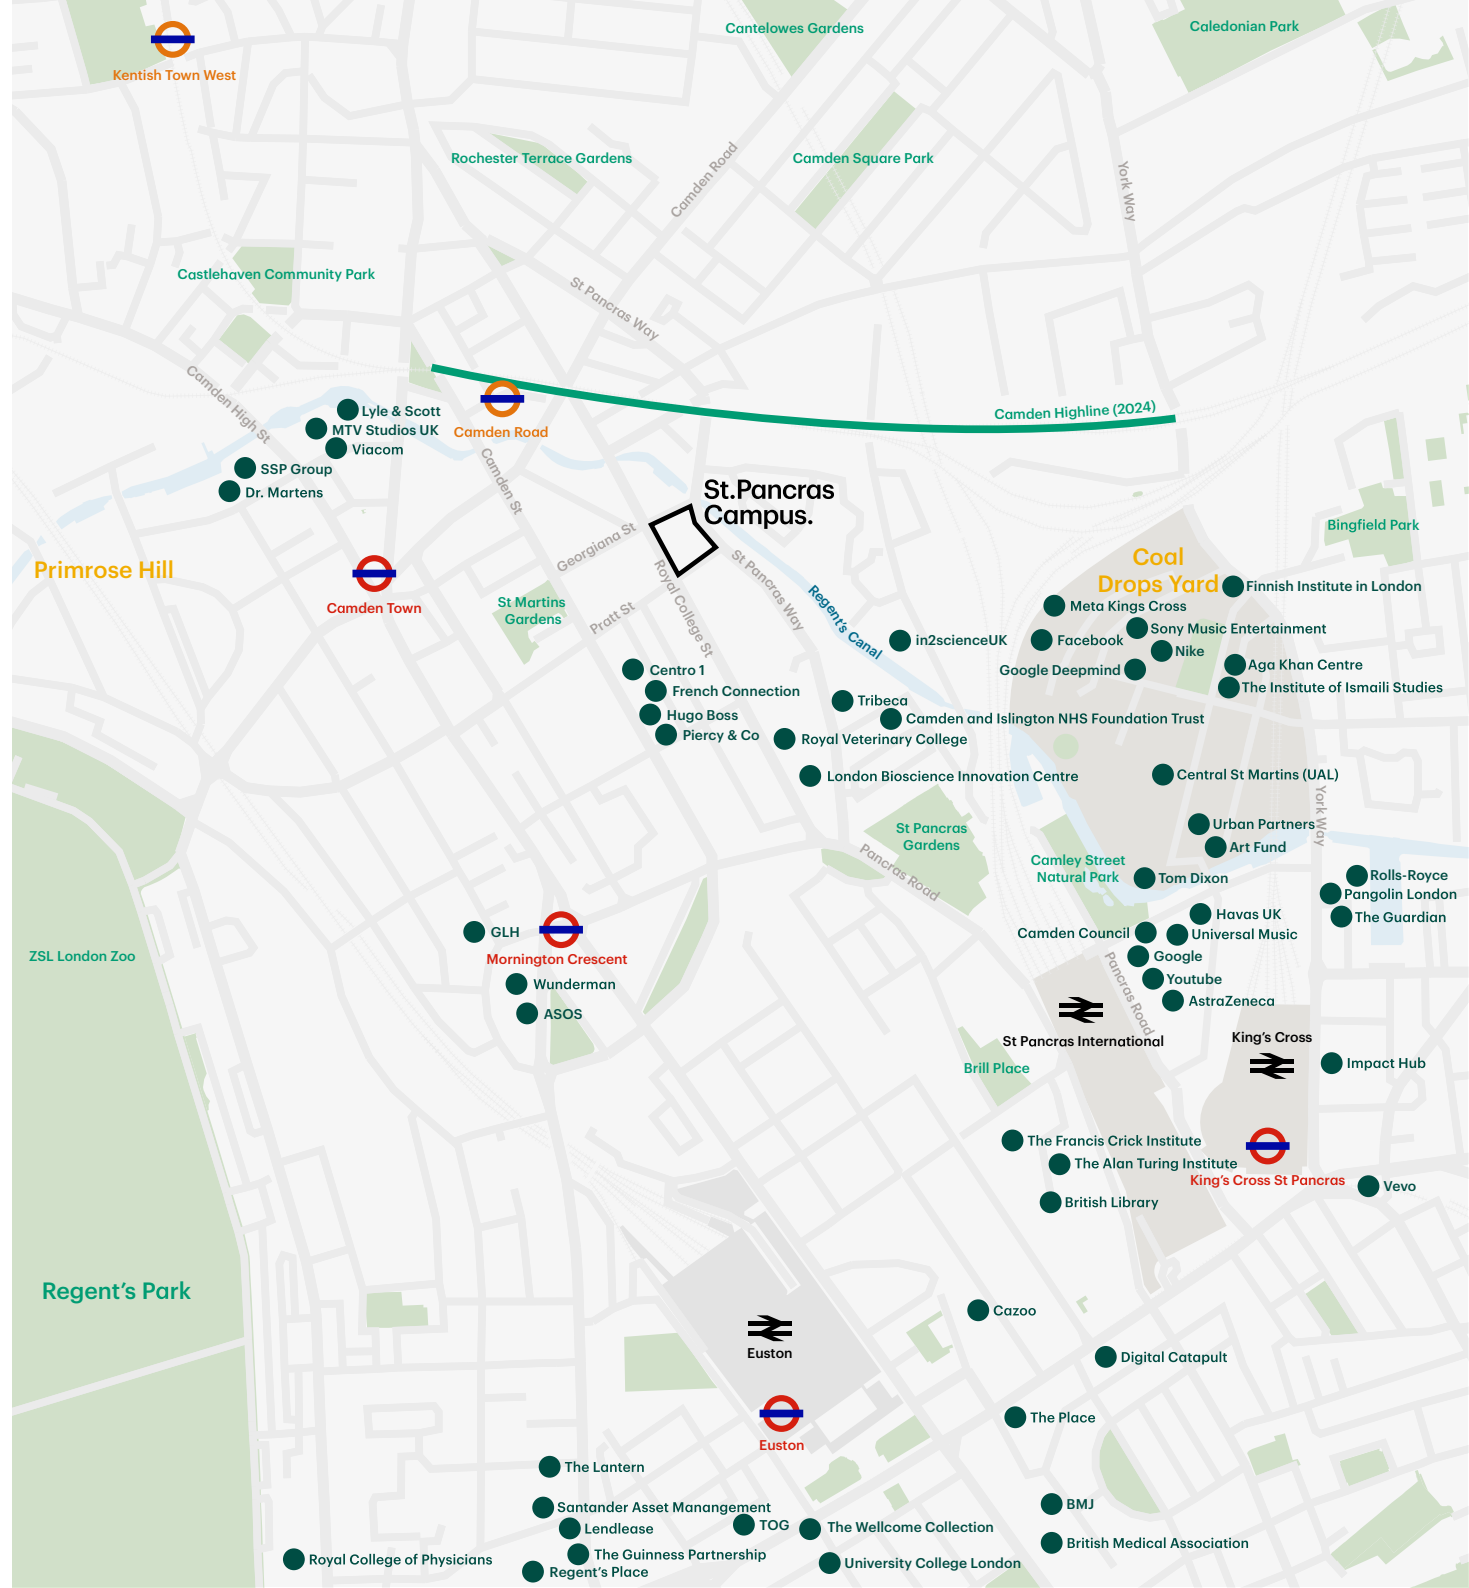 Cantelowes Gardens
Caledonian Park
Kentish Town West
Rochester Terrace Gardens
Camden Road
Camden Square Park
York Way
Castlehaven Community Park
St Pancras Way
Camden High St
Lyle & Scott
MTV Studios UK
Viacom
SSP Group
Dr. Martens
Camden Road
Camden Highline (2024)
Camden St
St.Pancras
Campus.
Georgiana St
Bingfield Park
Primrose Hill
Camden Town
St Martins
Gardens
Pratt St
Royal College St
St Pancras Way
Regent's Canal
Coal
Drops Yard
Finnish Institute in London
Meta Kings Cross
Sony Music Entertainment
in2scienceUK
Facebook
Nike
Google Deepmind
Aga Khan Centre
The Institute of Ismaili Studies
Centro 1
French Connection
Hugo Boss
Piercy & Co
Tribeca
Camden and Islington NHS Foundation Trust
Royal Veterinary College
London Bioscience Innovation Centre
Central St Martins (UAL)
York Way
Urban Partners
Art Fund
St Pancras
Gardens
Pancras Road
Camley Street
Natural Park
Tom Dixon
Rolls-Royce
Pangolin London
The Guardian
Havas UK
Camden Council
Universal Music
Google
Youtube
AstraZeneca
Pancras Road
GLH
Mornington Crescent
Wunderman
ASOS
ZSL London Zoo
St Pancras International
King's Cross
Brill Place
Impact Hub
The Francis Crick Institute
The Alan Turing Institute
King's Cross St Pancras
Vevo
British Library
Regent's Park
Cazoo
Euston
Digital Catapult
The Place
Euston
The Lantern
Santander Asset Manangement
Lendlease
TOG
The Wellcome Collection
BMJ
The Guinness Partnership
Royal College of Physicians
Regent's Place
University College London
British Medical Association